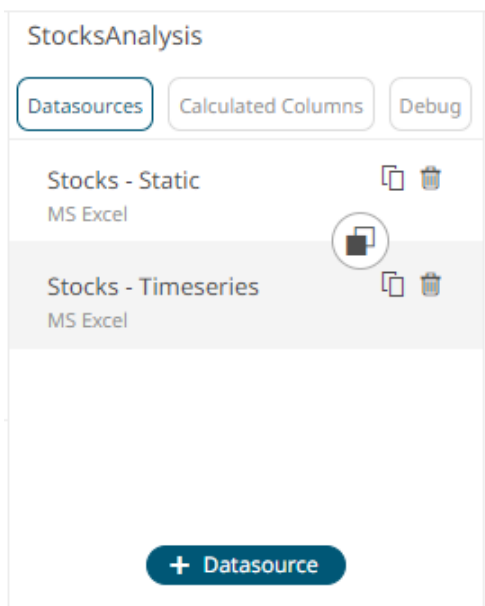 StocksAnalysis
Datasources Calculated Columns Debug
Stocks - Static
MS Excel
Stocks - Timeseries
MS Excel
+ Datasource